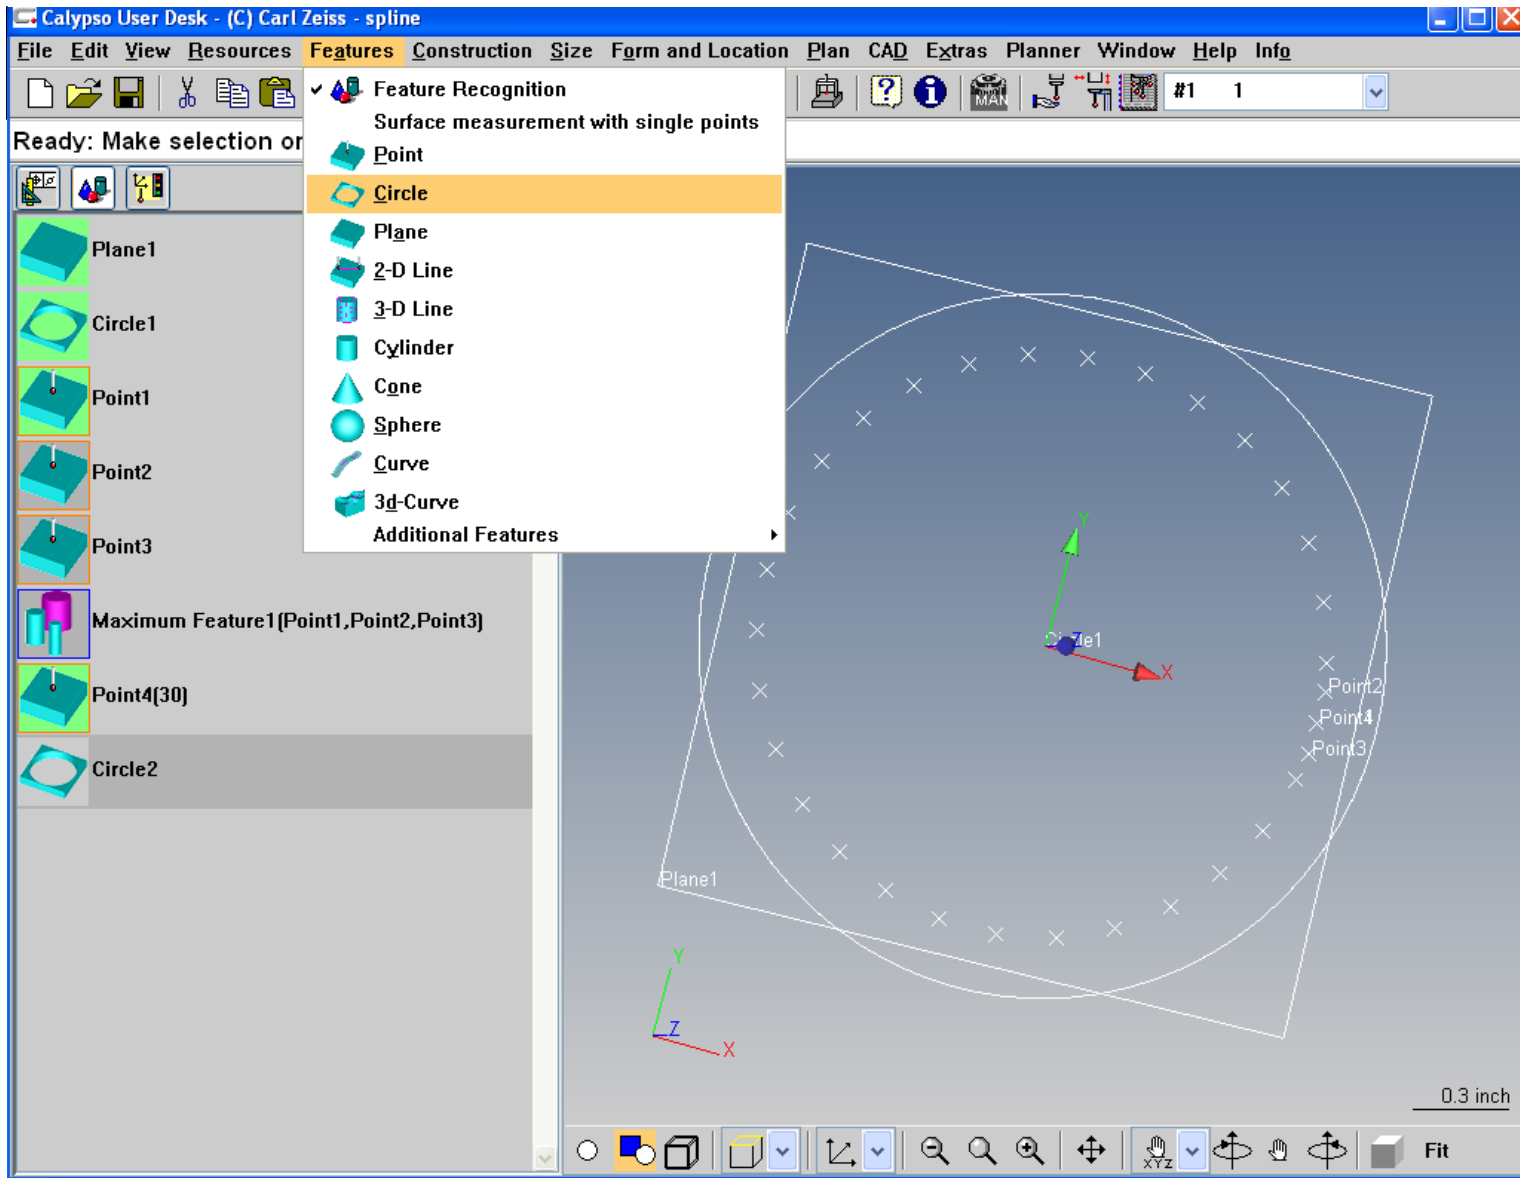 Calypso User Desk - (C) Carl Zeiss - spline
File Edit View Resources Features Construction Size Form and Location Plan CAD Extras Planner Window Help Info
MAN
#1 1
Ready: Make selection or
Feature Recognition
Surface measurement with single points
Point
Circle
Plane
2-D Line
3-D Line
Cylinder
Cone
Sphere
Curve
3d-Curve
Additional Features
Plane1
Circle1
Point1
Point2
Point3
Maximum Feature1(Point1,Point2,Point3)
Point4(30)
Circle2
Y
Circle1
Z
X
Point2
Point4
Point3
Plane1
Y
Z
X
0.3 inch
XYZ
Fit